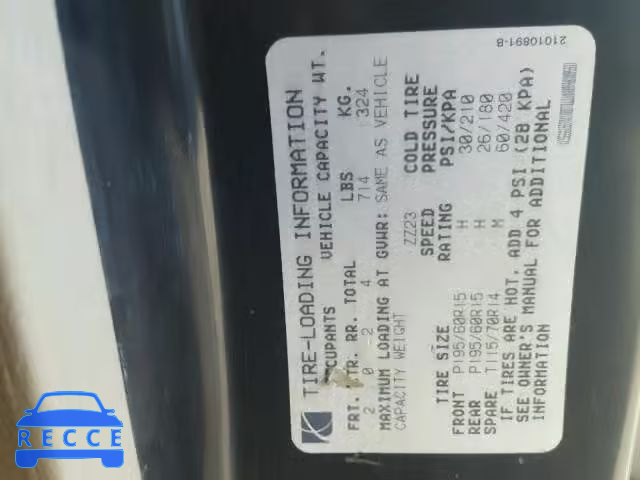 TIRE-LOADING INFORMATION
OCCUPANTS VEHICLE CAPACITY WT.
FRT. CTR. RR. TOTAL LBS KG.
2 0 2 4 714 324
MAXIMUM LOADING AT GVWR: SAME AS VEHICLE
CAPACITY WEIGHT
ZZ23
TIRE SIZE SPEED RATING COLD TIRE PRESSURE PSI/KPA
FRONT P195/60R15 H 30/210
REAR P195/60R15 H 26/180
SPARE T115/70R14 M 60/420
IF TIRES ARE HOT, ADD 4 PSI (28 KPA)
SEE OWNER'S MANUAL FOR ADDITIONAL
INFORMATION
21010891-B
RECCE